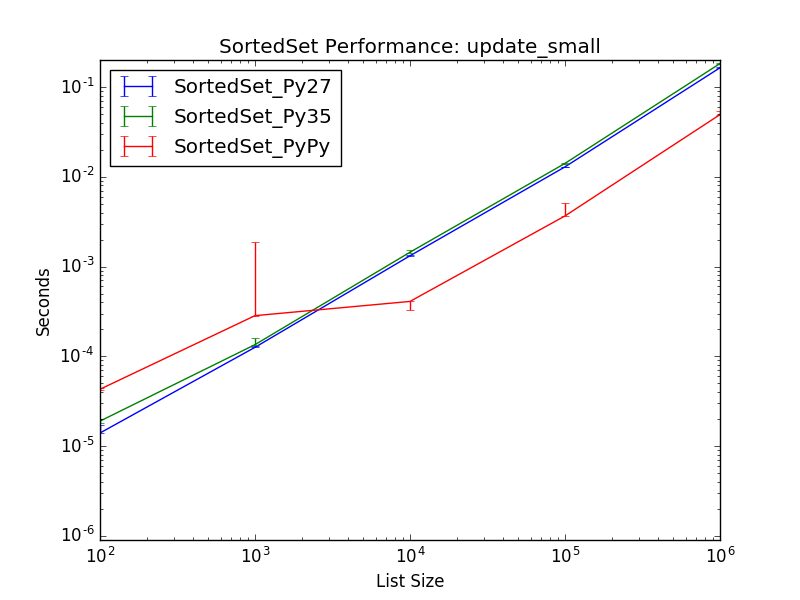 SortedSet Performance: update_small
SortedSet_Py27
SortedSet_Py35
SortedSet_PyPy
10^-1
10^-2
10^-3
10^-4
10^-5
10^-6
Seconds
10^2 10^3 10^4 10^5 10^6
List Size